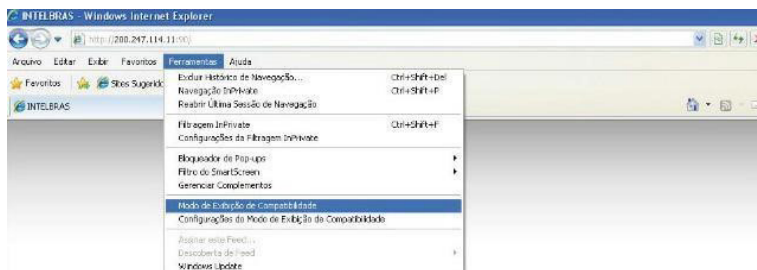 INTELBRAS - Windows Internet Explorer
http://200.247.114.11:90/
Arquivo Editar Exibir Favoritos Ferramentas Ajuda
Favoritos Sites Sugerido
INTELBRAS
Excluir Histórico de Navegação... Ctrl+Shift+Del
Navegação InPrivate Ctrl+Shift+P
Reabrir Última Sessão de Navegação
Filtragem InPrivate Ctrl+Shift+F
Configurações da Filtragem InPrivate
Bloqueador de Pop-ups
Filtro do SmartScreen
Gerenciar Complementos
Modo de Exibição de Compatibilidade
Configurações do Modo de Exibição de Compatibilidade
Assinar este Feed...
Descoberta de Feed
Windows Update